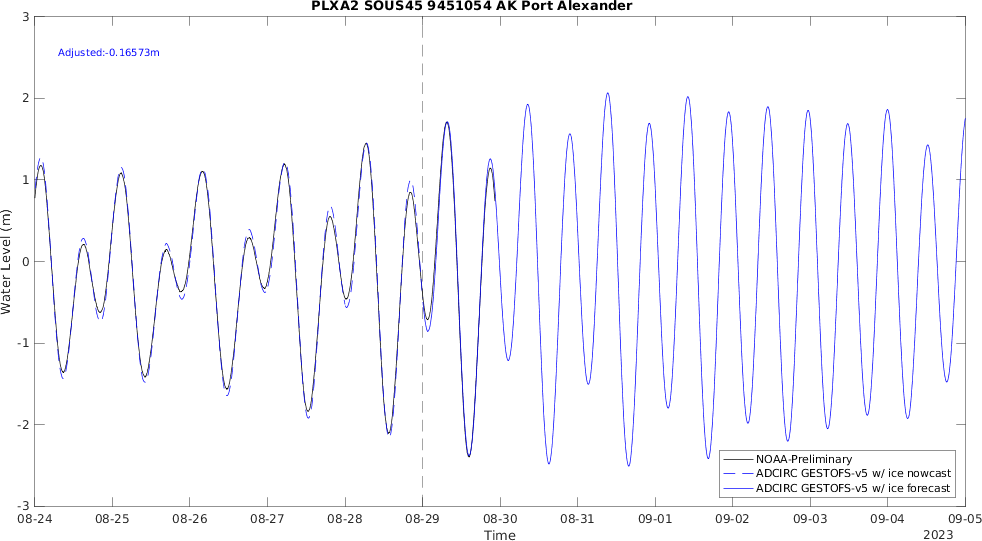 PLXA2 SOUS45 9451054 AK Port Alexander
Adjusted:-0.16573m
3
2
1
0
-1
-2
-3
Water Level (m)
NOAA-Preliminary
ADCIRC GESTOFS-v5 w/ ice nowcast
ADCIRC GESTOFS-v5 w/ ice forecast
08-24 08-25 08-26 08-27 08-28 08-29 08-30 08-31 09-01 09-02 09-03 09-04 09-05
Time
2023